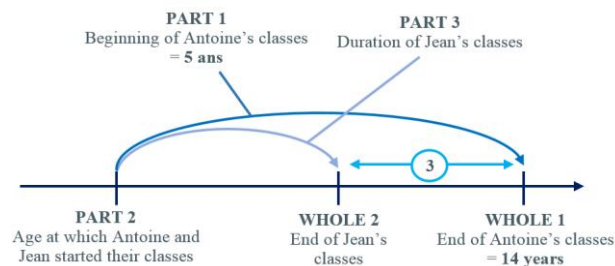 PART 1
Beginning of Antoine's classes
= 5 ans
PART 3
Duration of Jean's classes
3
PART 2
Age at which Antoine and
Jean started their classes
WHOLE 2
End of Jean's
classes
WHOLE 1
End of Antoine's classes
= 14 years